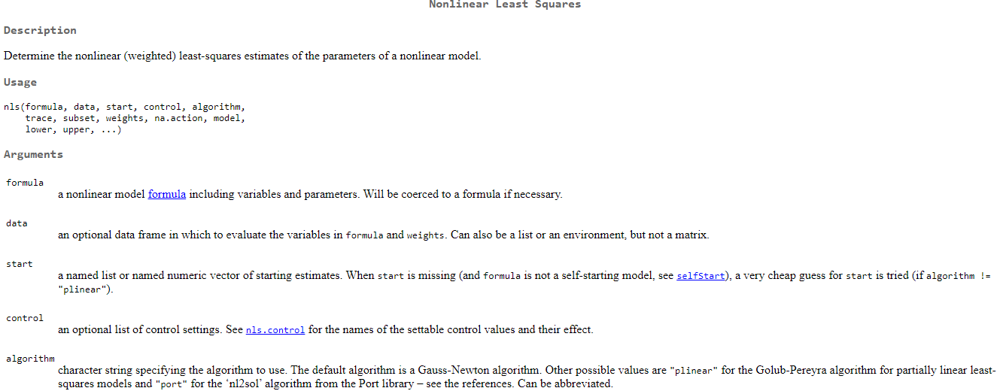 Nonlinear Least Squares
Description
Determine the nonlinear (weighted) least-squares estimates of the parameters of a nonlinear model.
Usage
nls(formula, data, start, control, algorithm,
    trace, subset, weights, na.action, model,
    lower, upper, ...)
Arguments
formula
a nonlinear model formula including variables and parameters. Will be coerced to a formula if necessary.
data
an optional data frame in which to evaluate the variables in formula and weights. Can also be a list or an environment, but not a matrix.
start
a named list or named numeric vector of starting estimates. When start is missing (and formula is not a self-starting model, see selfStart), a very cheap guess for start is tried (if algorithm !=
"plinear").
control
an optional list of control settings. See nls.control for the names of the settable control values and their effect.
algorithm
character string specifying the algorithm to use. The default algorithm is a Gauss-Newton algorithm. Other possible values are "plinear" for the Golub-Pereyra algorithm for partially linear least-
squares models and "port" for the ‘nl2sol’ algorithm from the Port library – see the references. Can be abbreviated.